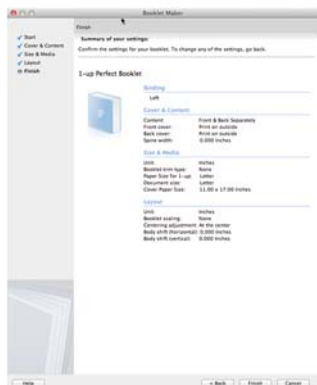 Booklet Maker
Finish
Start
Cover & Content
Size & Media
Layout
Finish
Summary of your settings:
Confirm the settings for your booklet. To change any of the settings, go back.
1-up Perfect Booklet
Binding
Left
Cover & Content
Content Front & Back Separately
Front cover: Print on outside
Back cover: Print on outside
Spine width: 0.000 Inches
Size & Media
Unit: Inches
Booklet trim type: None
Paper Size for 1-up: Letter
Document size: Letter
Cover Paper Size: 11.00 x 17.00 Inches
Layout
Unit: Inches
Booklet scaling: None
Centering adjustment: At the center
Body shift (horizontal): 0.000 Inches
Body shift (vertical): 0.000 Inches
Help
< Back
Finish
Cancel